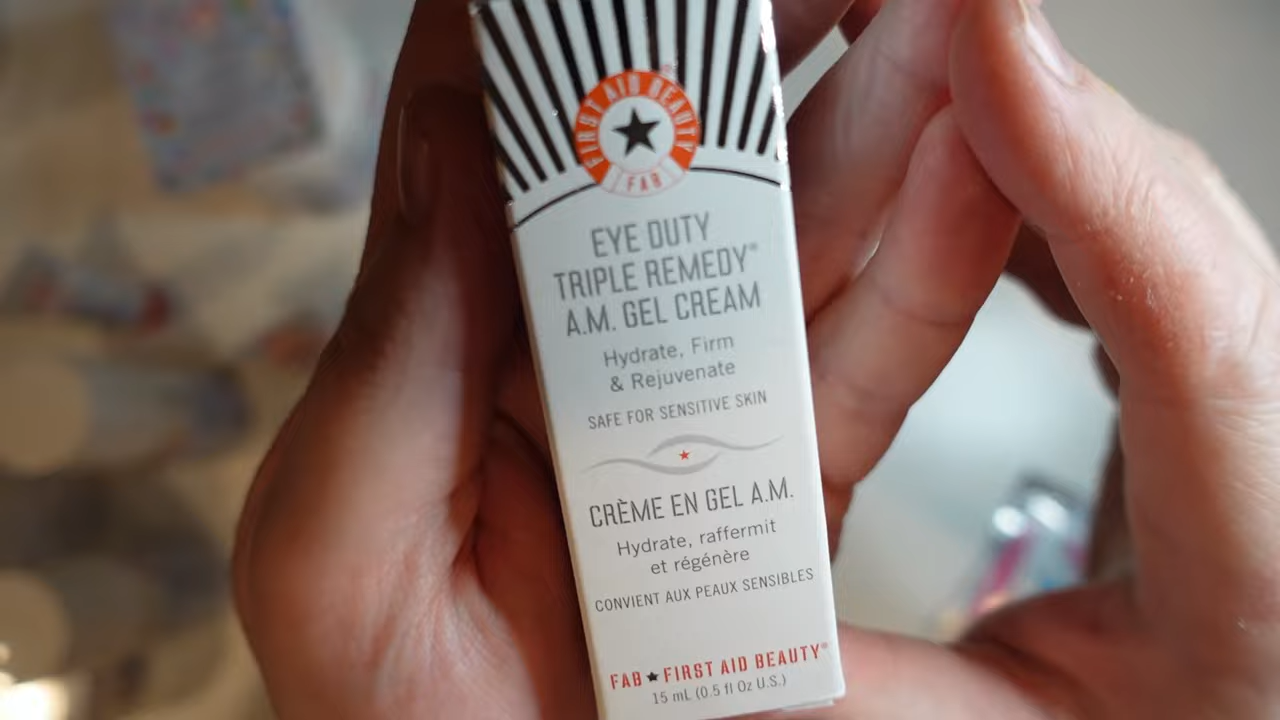 FIRST AID BEAUTY®
FAB
EYE DUTY
TRIPLE REMEDY®
A.M. GEL CREAM
Hydrate, Firm
& Rejuvenate
SAFE FOR SENSITIVE SKIN
CRÈME EN GEL A.M.
Hydrate, raffermit
et régénère
CONVIENT AUX PEAUX SENSIBLES
FAB★FIRST AID BEAUTY®
15 mL (0.5 fl Oz U.S.)